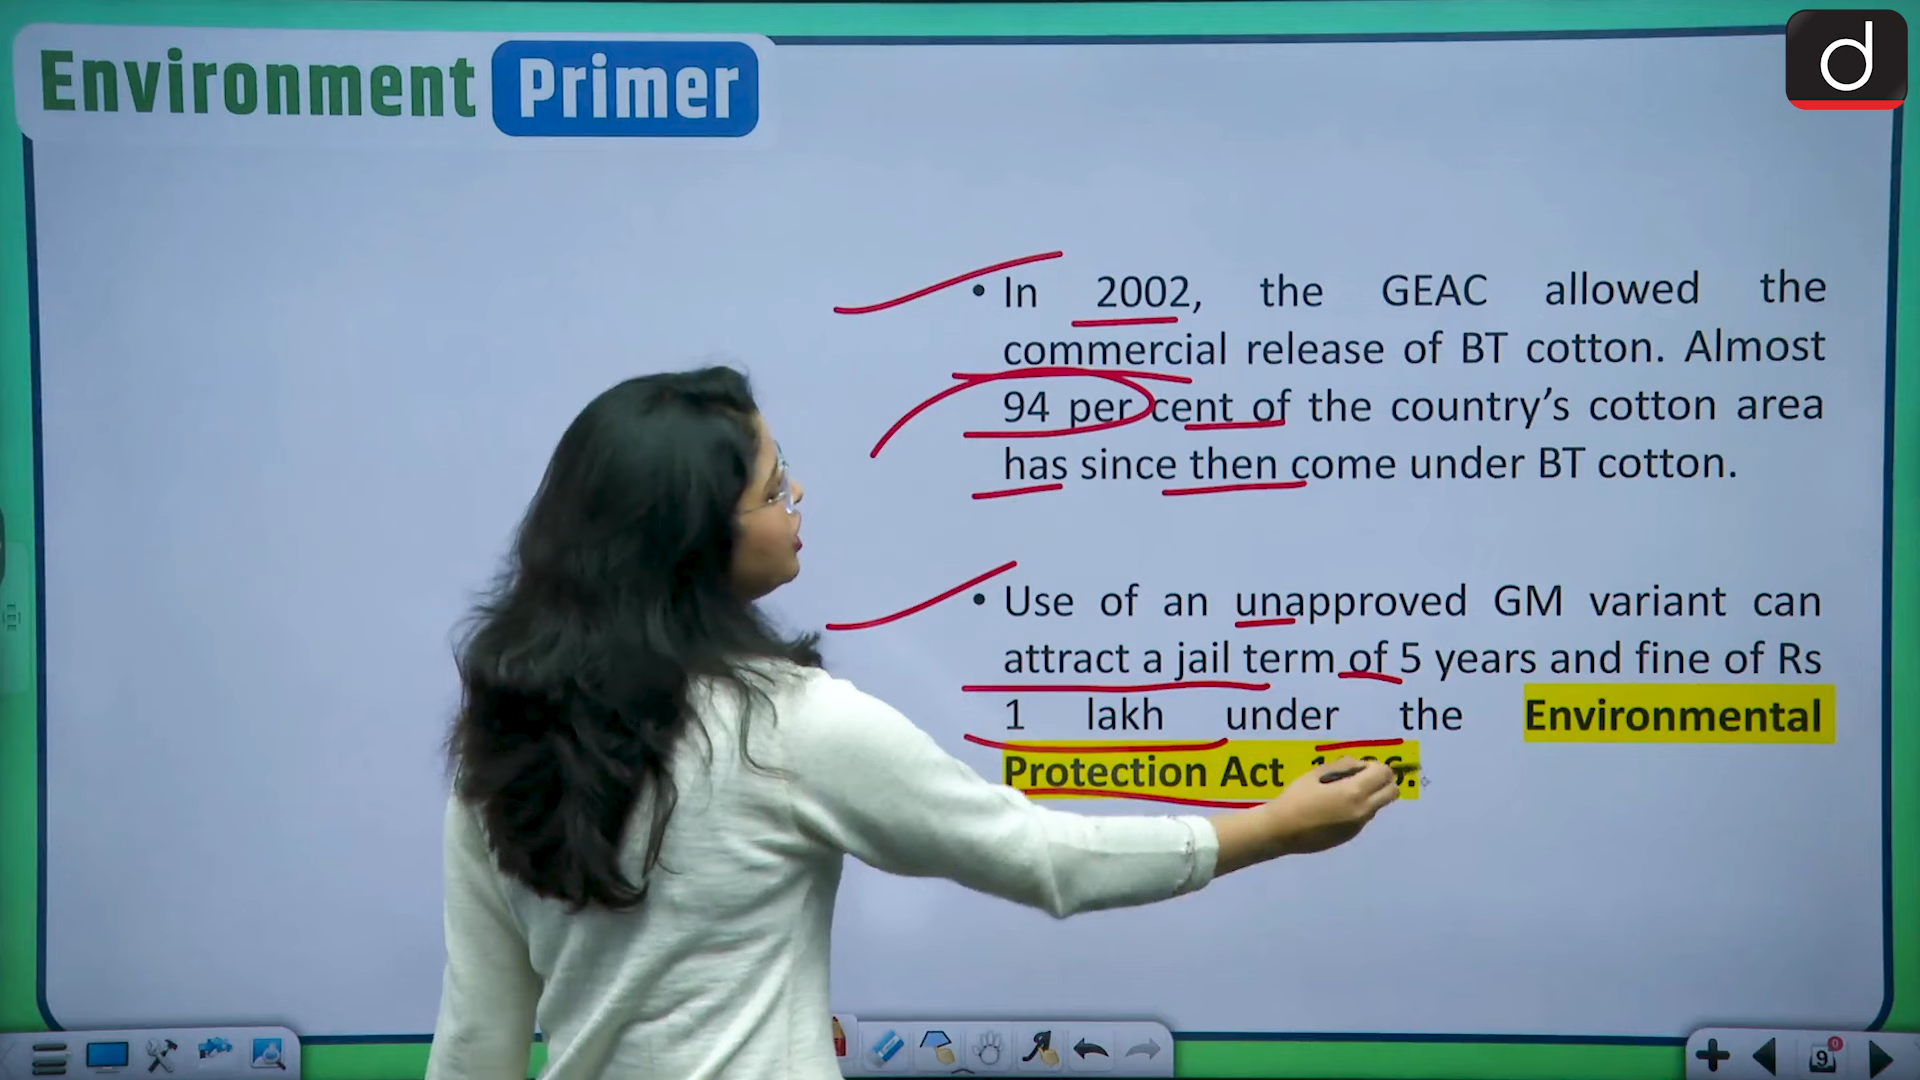 Environment Primer
d
• In 2002, the GEAC allowed the
commercial release of BT cotton. Almost
94 per cent of the country's cotton area
has since then come under BT cotton.
• Use of an unapproved GM variant can
attract a jail term of 5 years and fine of Rs
1 lakh under the Environmental
Protection Act
9
0